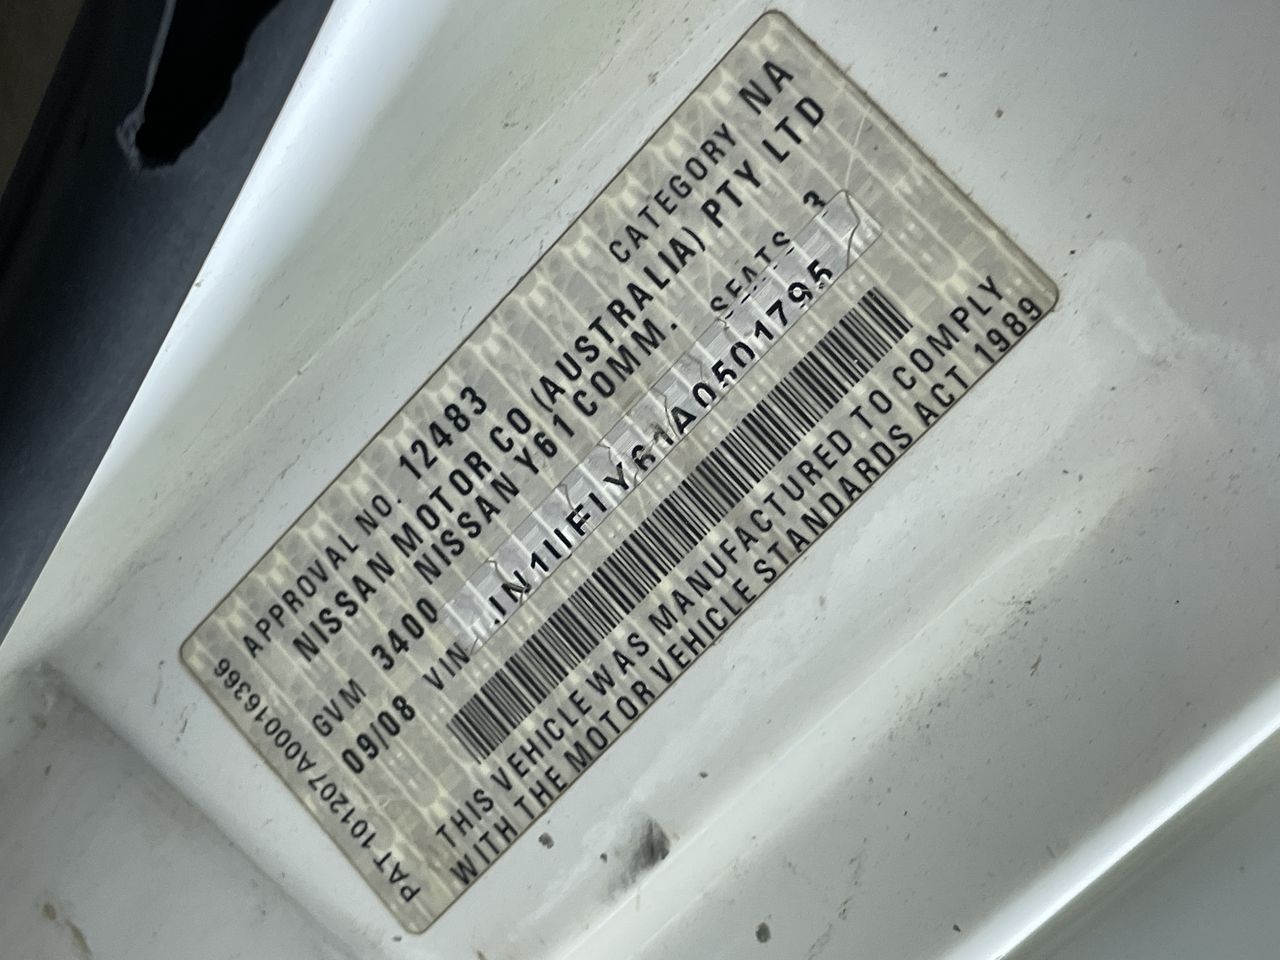 APPROVAL NO. 12483 CATEGORY NA
NISSAN MOTOR CO (AUSTRALIA) PTY LTD
NISSAN Y61 COMM.
GVM 3400 SEATS 3
09/08 VIN
THIS VEHICLE WAS MANUFACTURED TO COMPLY
WITH THE MOTOR VEHICLE STANDARDS ACT 1989
PAT 101207A000016366